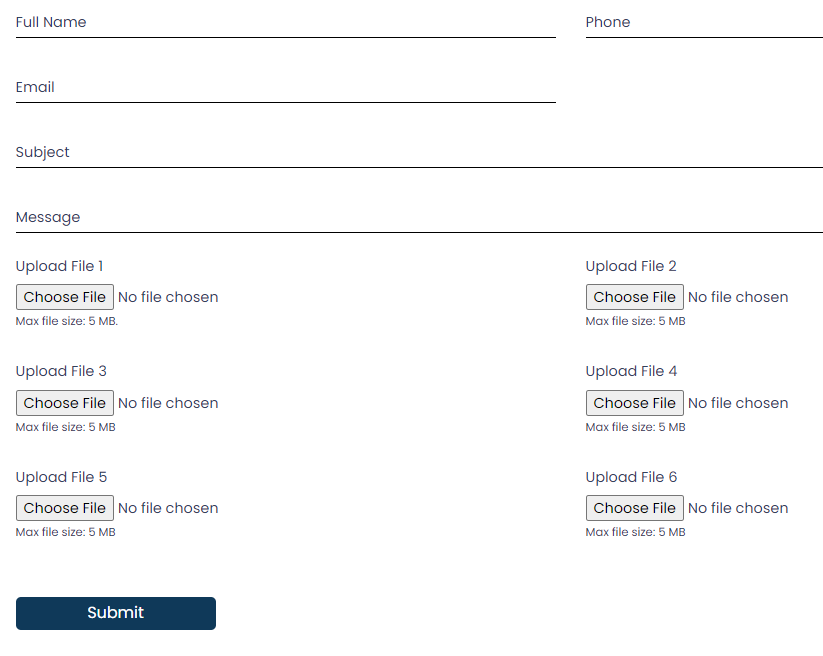 Full Name Phone
Email
Subject
Message
Upload File 1 Upload File 2
Choose File No file chosen Choose File No file chosen
Max file size: 5 MB. Max file size: 5 MB
Upload File 3 Upload File 4
Choose File No file chosen Choose File No file chosen
Max file size: 5 MB Max file size: 5 MB
Upload File 5 Upload File 6
Choose File No file chosen Choose File No file chosen
Max file size: 5 MB Max file size: 5 MB
Submit